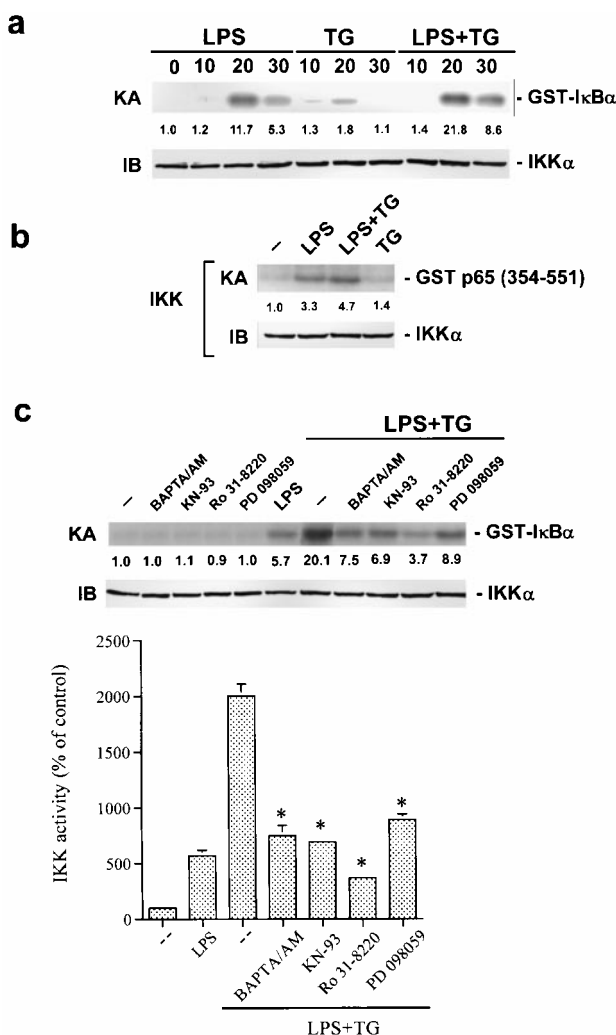 a
LPS TG LPS+TG
0 10 20 30 10 20 30 10 20 30
KA - GST-IκBα
1.0 1.2 11.7 5.3 1.3 1.8 1.1 1.4 21.8 8.6
IB - IKKα
b
– LPS LPS+TG TG
IKK
KA - GST p65 (354-551)
1.0 3.3 4.7 1.4
IB - IKKα
c
LPS+TG
– BAPTA/AM KN-93 Ro 31-8220 PD 098059 LPS – BAPTA/AM KN-93 Ro 31-8220 PD 098059
KA - GST-IκBα
1.0 1.0 1.1 0.9 1.0 5.7 20.1 7.5 6.9 3.7 8.9
IB - IKKα
IKK activity (% of control)
2500
2000
1500
1000
500
0
* * * *
-- LPS -- BAPTA/AM KN-93 Ro 31-8220 PD 098059
LPS+TG